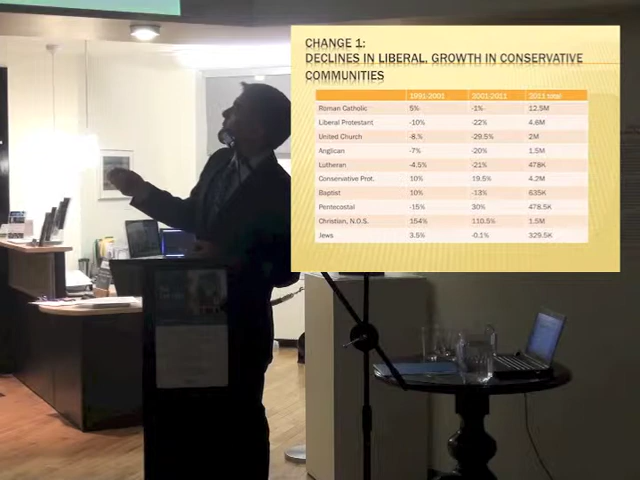 CHANGE 1:
DECLINES IN LIBERAL, GROWTH IN CONSERVATIVE
COMMUNITIES
1991-2001 2001-2011 2011 total
Roman Catholic 5% -1% 12.5M
Liberal Protestant -10% -22% 4.6M
United Church -8.% -29.5% 2M
Anglican -7% -20% 1.5M
Lutheran -4.5% -21% 478K
Conservative Prot. 10% 19.5% 4.2M
Baptist 10% -13% 635K
Pentecostal -15% 30% 478.5K
Christian, N.O.S. 154% 110.5% 1.5M
Jews 3.5% -0.1% 329.5K